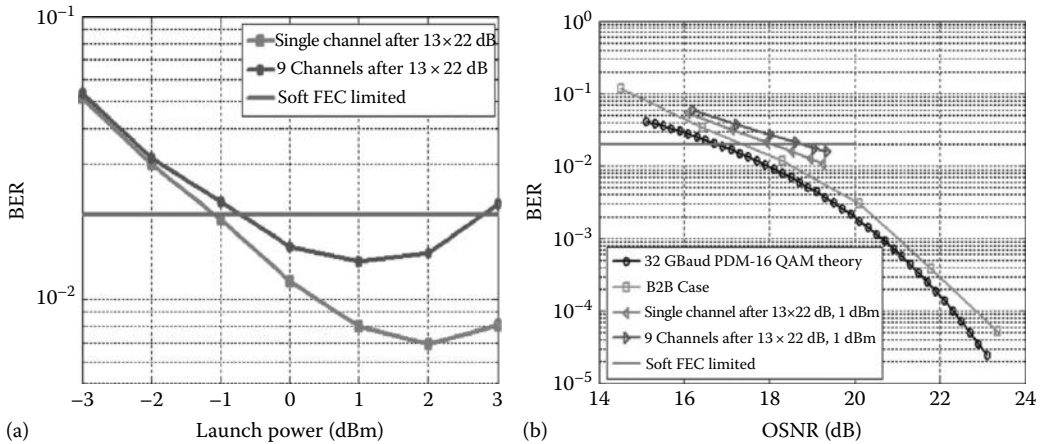 10⁻¹
10⁻²
BER
−3
−2
−1
0
1
2
3
Launch power (dBm)
(a)
Single channel after 13×22 dB
9 Channels after 13 × 22 dB
Soft FEC limited
10⁰
10⁻¹
10⁻²
10⁻³
10⁻⁴
10⁻⁵
BER
14
16
18
20
22
24
OSNR (dB)
(b)
32 GBaud PDM-16 QAM theory
B2B Case
Single channel after 13×22 dB, 1 dBm
9 Channels after 13 × 22 dB, 1 dBm
Soft FEC limited